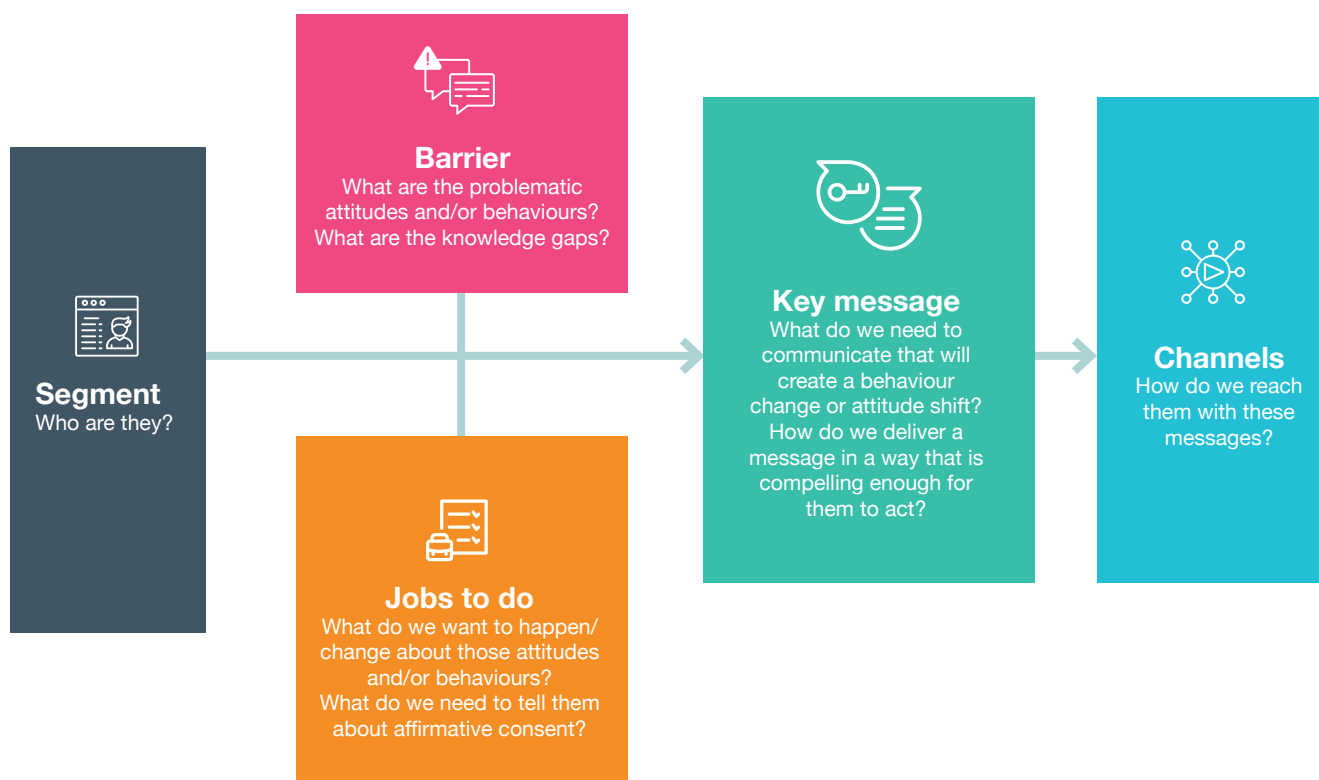 Segment
Who are they?
Barrier
What are the problematic
attitudes and/or behaviours?
What are the knowledge gaps?
Jobs to do
What do we want to happen/
change about those attitudes
and/or behaviours?
What do we need to tell them
about affirmative consent?
Key message
What do we need to
communicate that will
create a behaviour
change or attitude shift?
How do we deliver a
message in a way that is
compelling enough for
them to act?
Channels
How do we reach
them with these
messages?